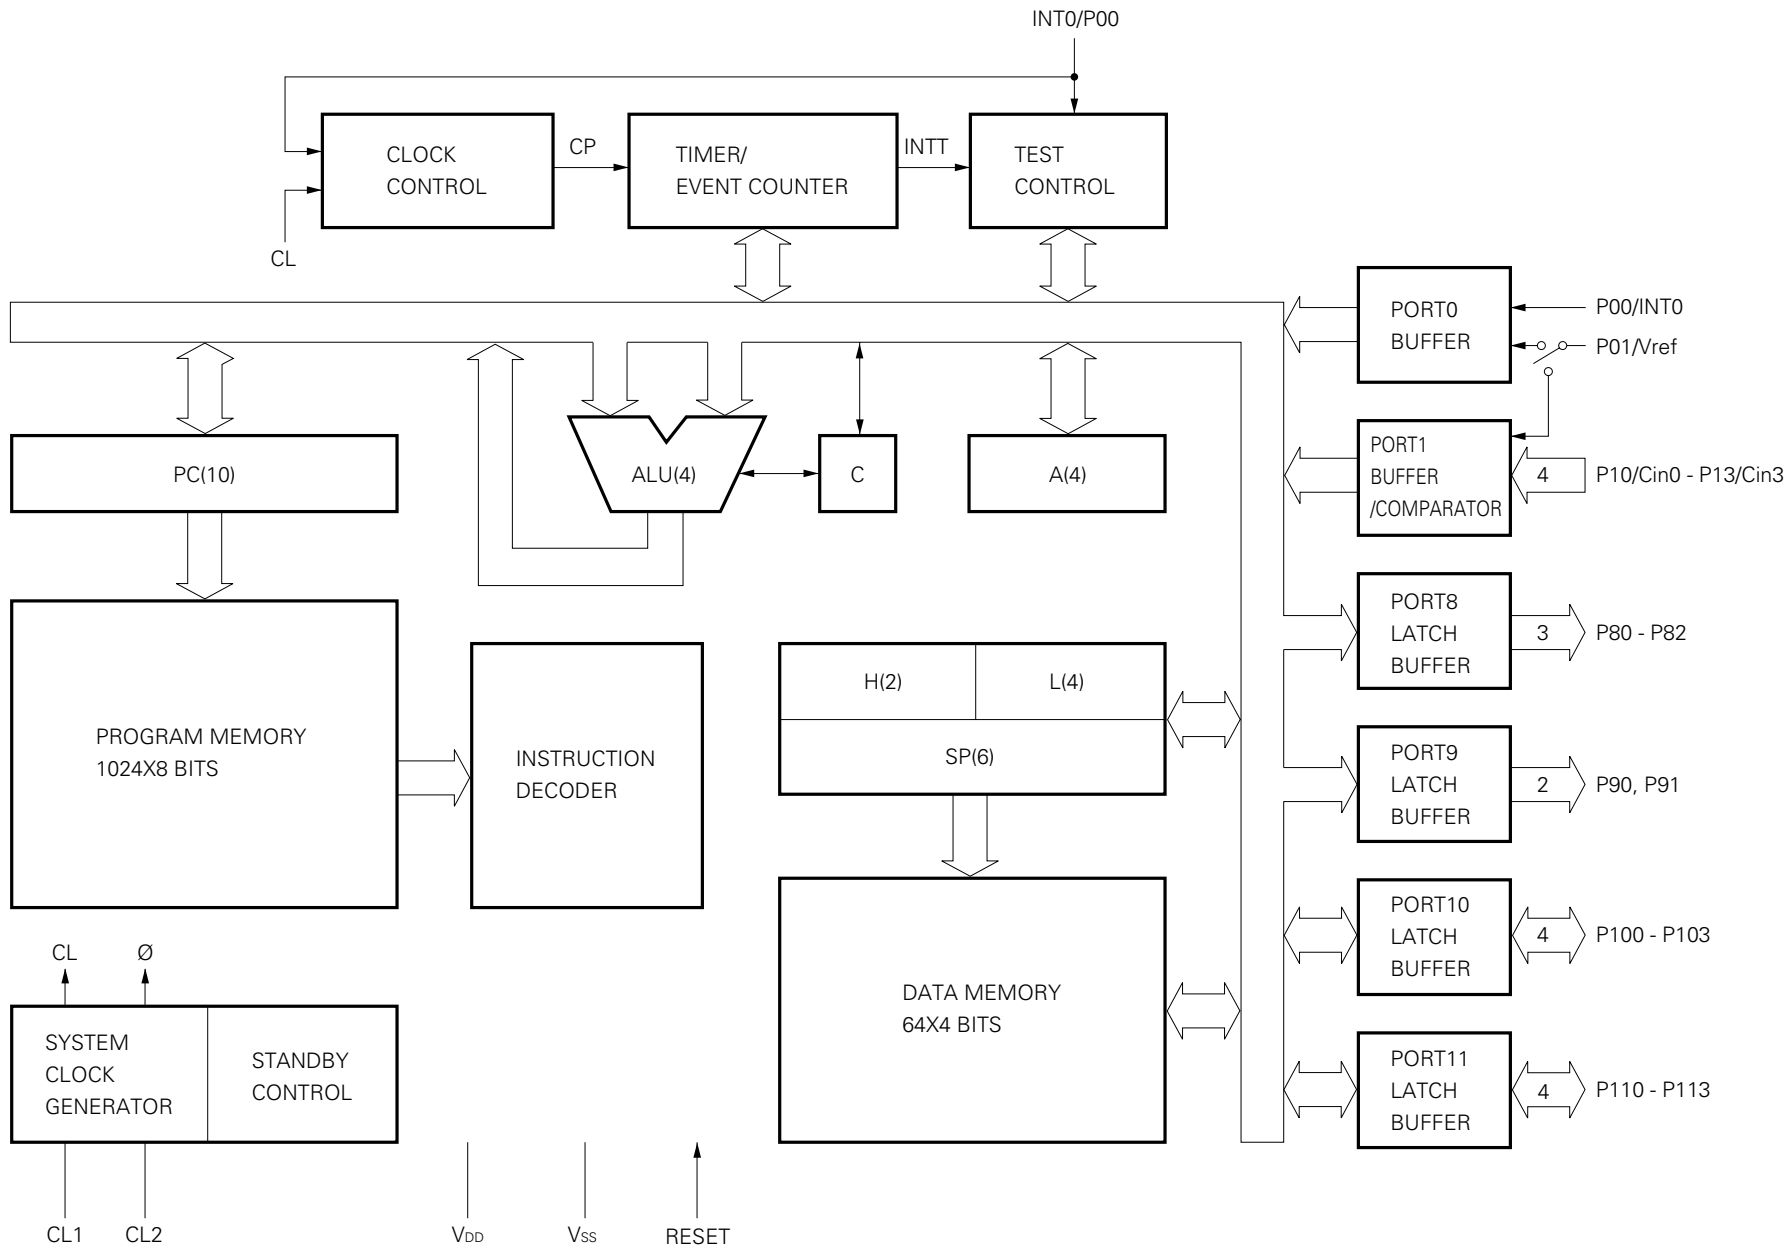 INT0/P00
CLOCK
CONTROL
CP
TIMER/
EVENT COUNTER
INTT
TEST
CONTROL
CL
PORT0
BUFFER
P00/INT0
P01/Vref
PC(10)
ALU(4)
C
A(4)
PORT1
BUFFER
/COMPARATOR
4
P10/Cin0 - P13/Cin3
PORT8
LATCH
BUFFER
3
P80 - P82
PROGRAM MEMORY
1024X8 BITS
INSTRUCTION
DECODER
H(2)
L(4)
SP(6)
PORT9
LATCH
BUFFER
2
P90, P91
PORT10
LATCH
BUFFER
4
P100 - P103
CL
Ø
SYSTEM
CLOCK
GENERATOR
STANDBY
CONTROL
DATA MEMORY
64X4 BITS
PORT11
LATCH
BUFFER
4
P110 - P113
CL1
CL2
VDD
VSS
RESET